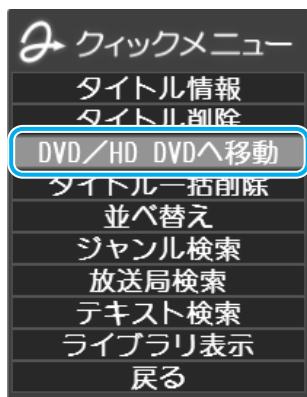 クイックメニュー
タイトル情報
タイトル削除
DVD／HD DVDへ移動
タイトル一括削除
並べ替え
ジャンル検索
放送局検索
テキスト検索
ライブラリ表示
戻る